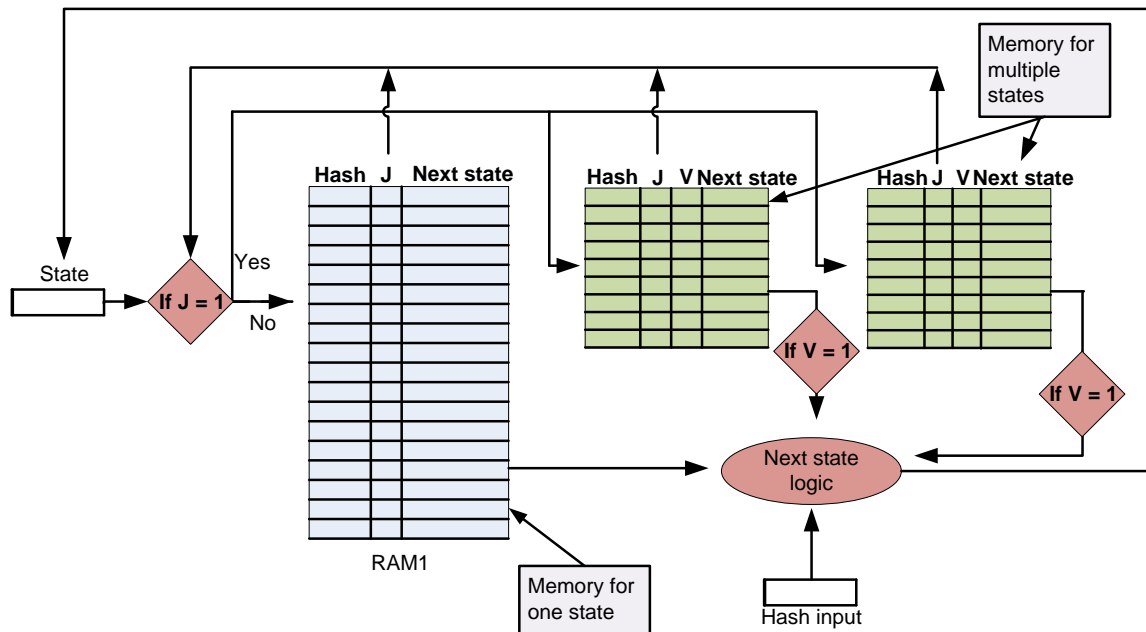 Memory for
multiple
states
Hash J Next state
Hash J V Next state
Hash J V Next state
State
Yes
If J = 1
No
If V = 1
If V = 1
Next state
logic
RAM1
Memory for
one state
Hash input